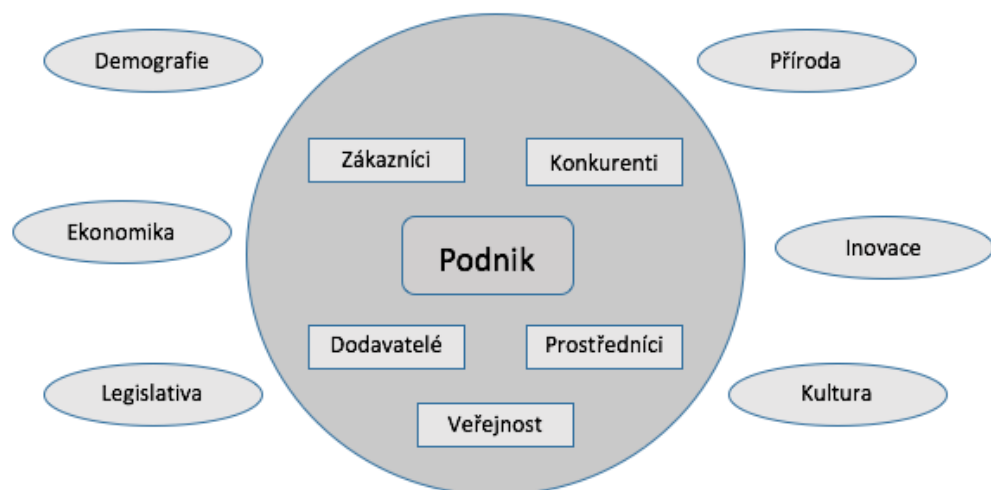 Demografie
Příroda
Zákazníci
Konkurenti
Ekonomika
Podnik
Inovace
Dodavatelé
Prostředníci
Legislativa
Kultura
Veřejnost